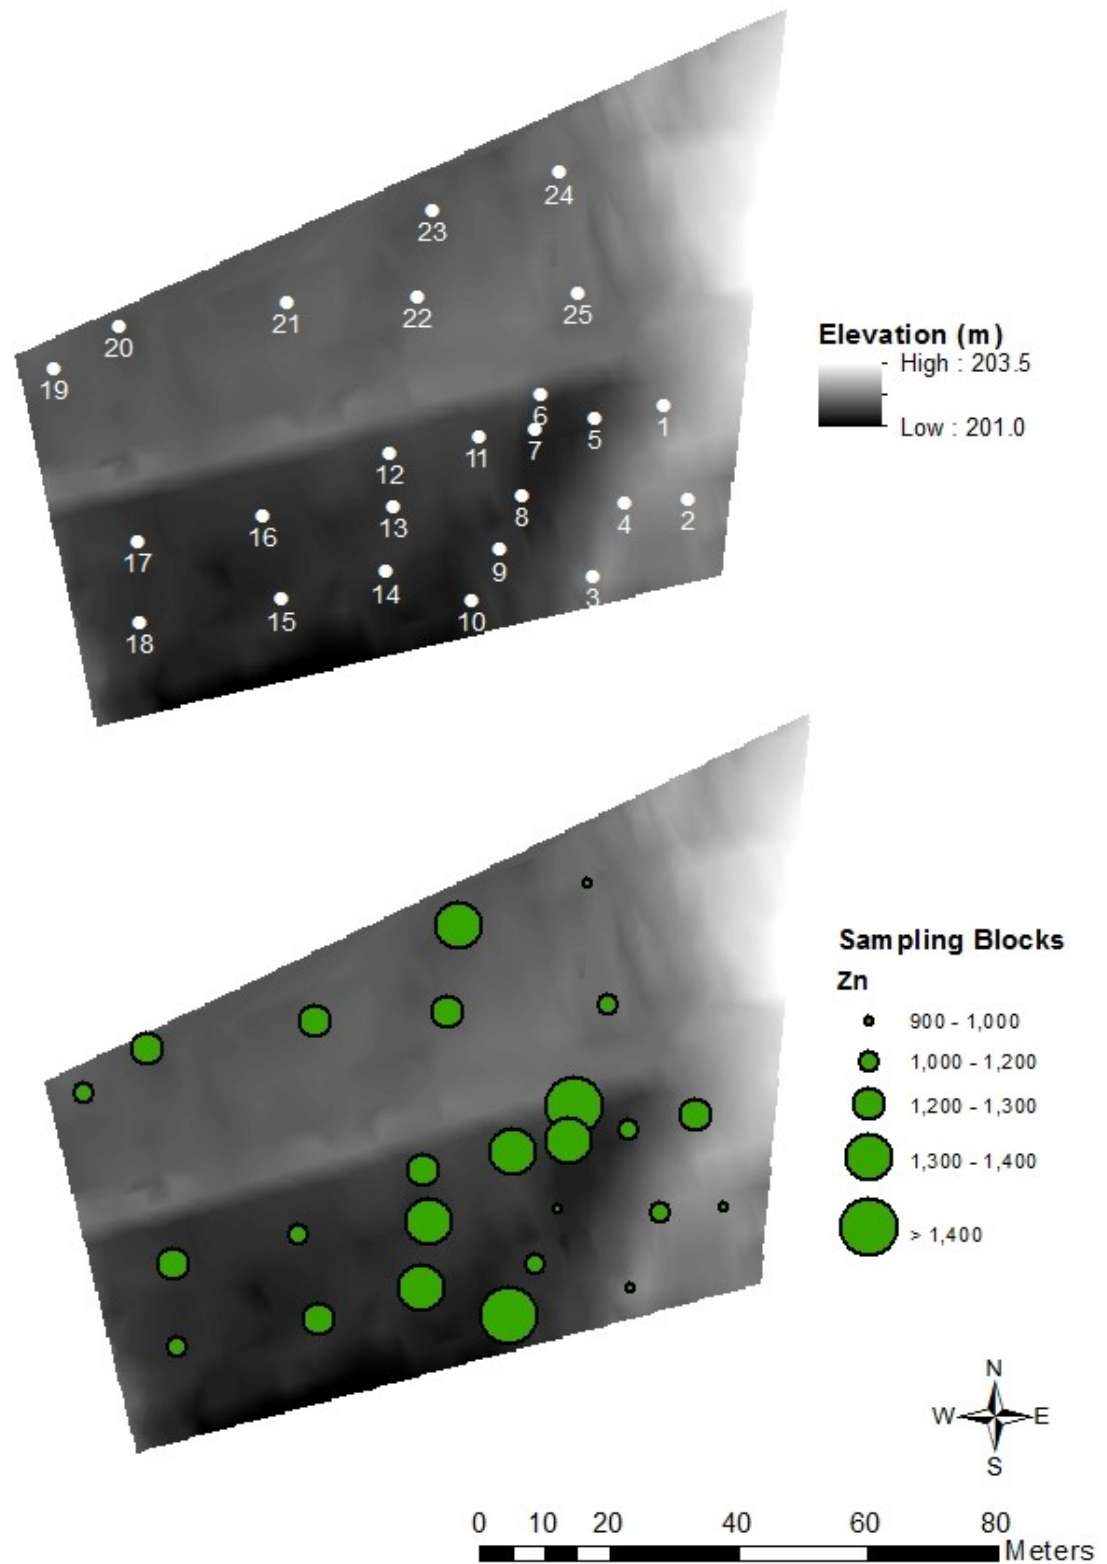 24
23
25
22
21
20
19
Elevation (m)
High : 203.5
Low : 201.0
6
1
5
7
11
12
2
4
8
13
16
17
9
3
14
10
15
18
Sampling Blocks
Zn
900 - 1,000
1,000 - 1,200
1,200 - 1,300
1,300 - 1,400
> 1,400
N
W E
S
0 10 20 40 60 80
Meters